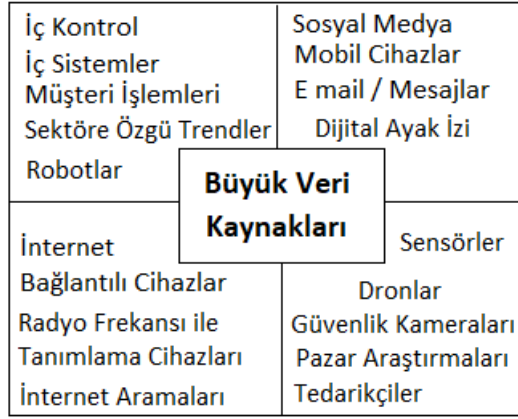 İç Kontrol
İç Sistemler
Müşteri İşlemleri
Sektöre Özgü Trendler
Robotlar
Sosyal Medya
Mobil Cihazlar
E mail / Mesajlar
Dijital Ayak İzi
Büyük Veri
Kaynakları
İnternet
Bağlantılı Cihazlar
Radyo Frekansı ile
Tanımlama Cihazları
İnternet Aramaları
Sensörler
Dronlar
Güvenlik Kameraları
Pazar Araştırmaları
Tedarikçiler